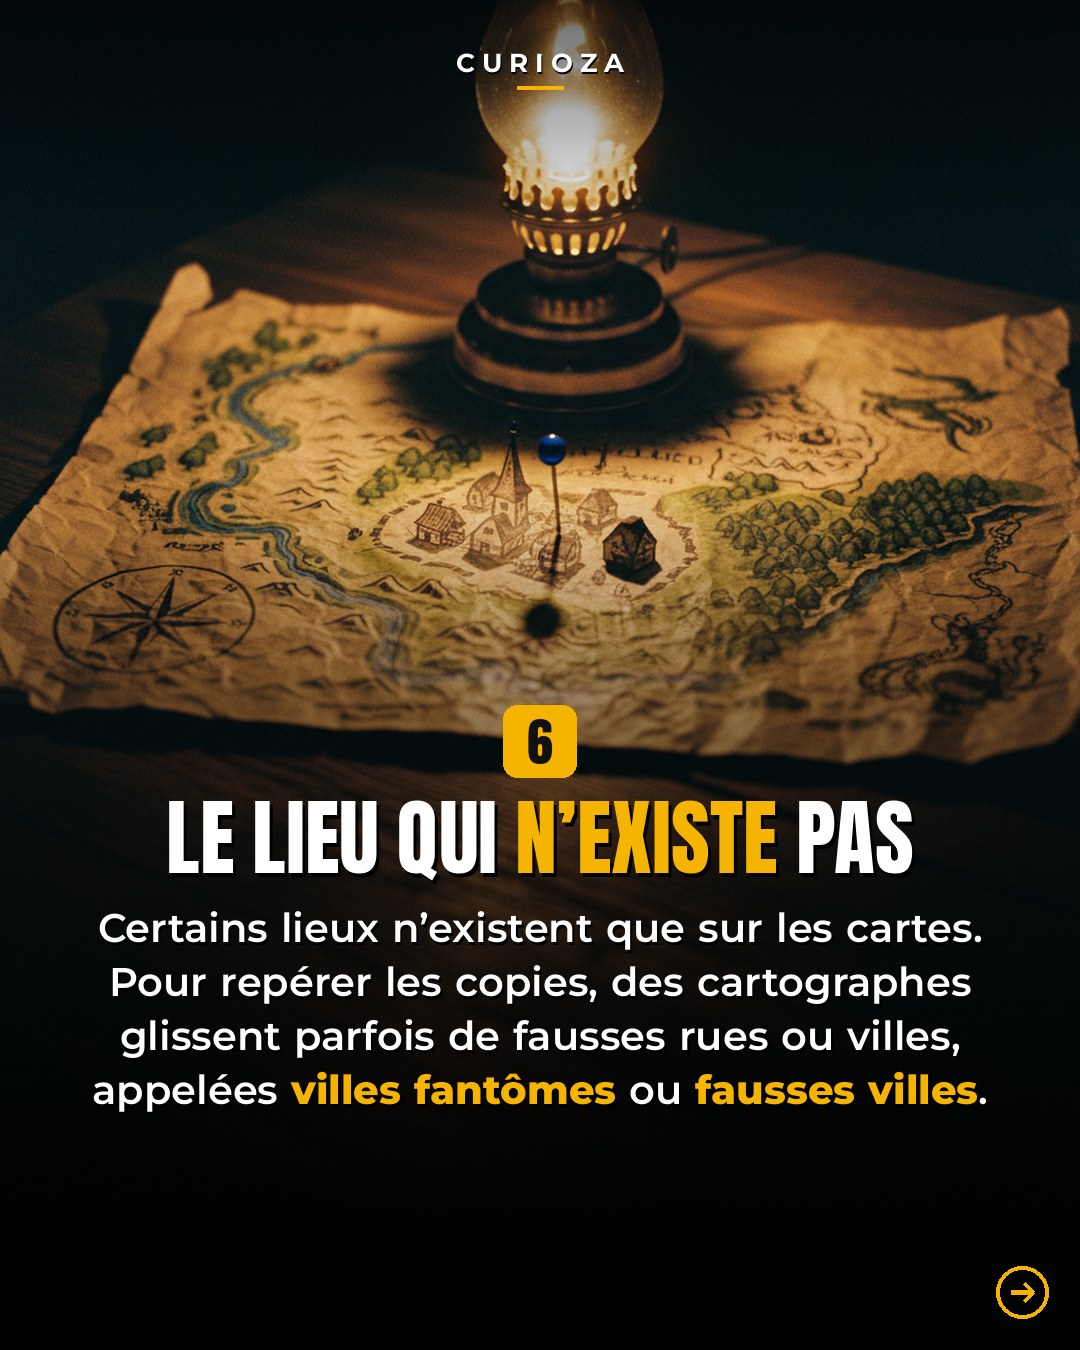 CURIOZA
6
LE LIEU QUI N’EXISTE PAS
Certains lieux n’existent que sur les cartes.
Pour repérer les copies, des cartographes
glissent parfois de fausses rues ou villes,
appelées villes fantômes ou fausses villes.